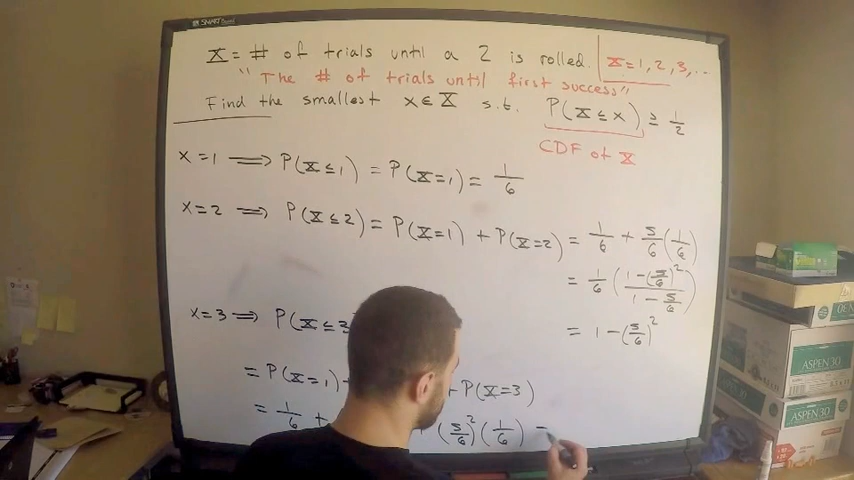 SMART Board
X = # of trials until a 2 is rolled. X = 1, 2, 3, ...
"The # of trials until first success"
Find the smallest x ∈ X s.t. P(X ≤ x) ≥ 1/2
CDF of X
x = 1 ⟹ P(X ≤ 1) = P(X = 1) = 1/6
x = 2 ⟹ P(X ≤ 2) = P(X = 1) + P(X = 2) = 1/6 + 5/6 (1/6)
= 1/6 ((1 - (5/6)^2)/(1 - 5/6))
= 1 - (5/6)^2
x = 3 ⟹ P(X ≤ 3
= P(X = 1) + P(X = 3)
= 1/6 + + (5/6)^2 (1/6) =
ASPEN 30
ASPEN 30
ASPEN 30